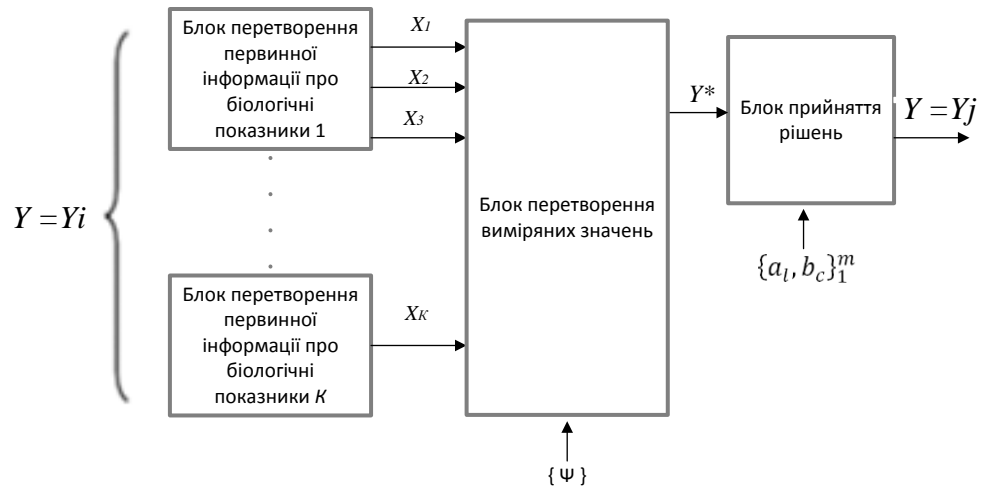 Блок перетворення
первинної
інформації про
біологічні
показники 1
X1
X2
X3
Y = Yi
Блок перетворення
виміряних значень
Y*
Блок прийняття
рішень
Y = Yj
{a_l, b_c}_1^m
Блок перетворення
первинної
інформації про
біологічні
показники K
XK
{ Ψ }